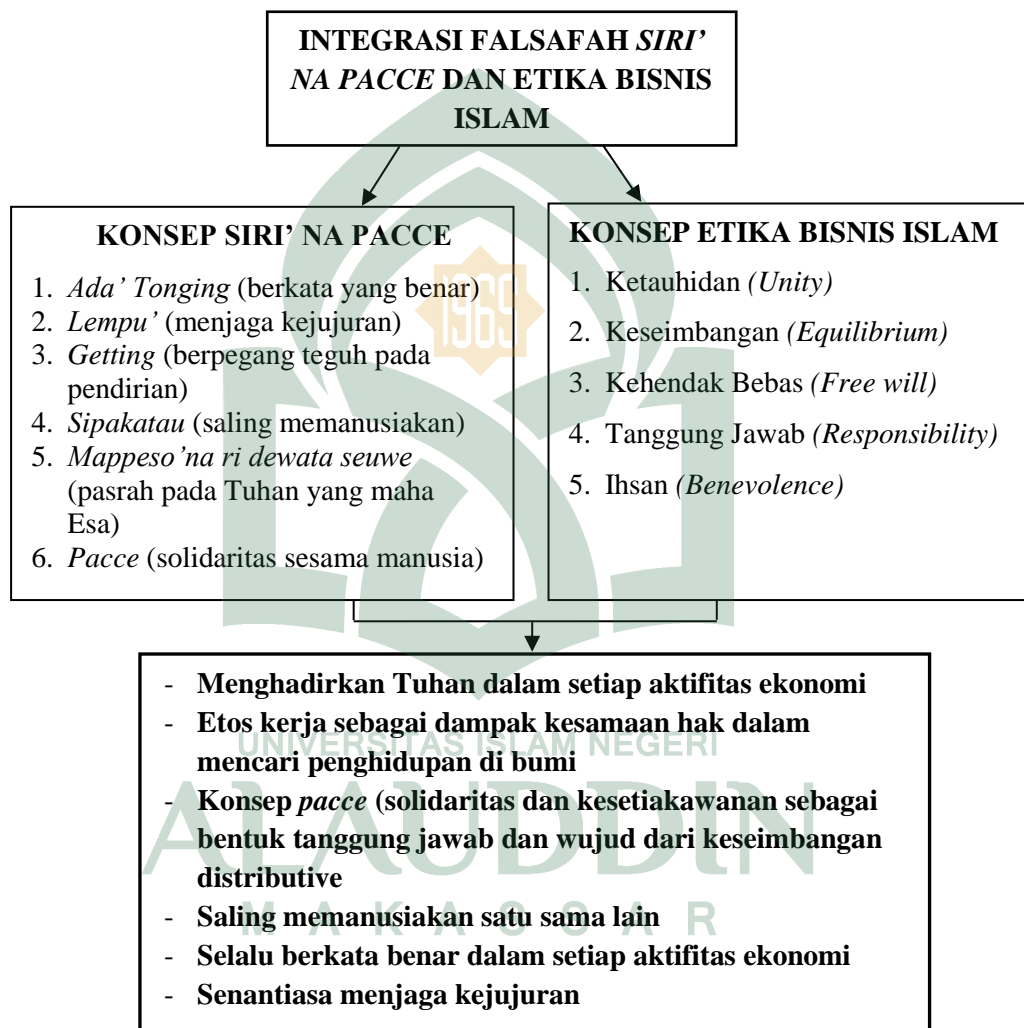 INTEGRASI FALSAFAH SIRI’
NA PACCE DAN ETIKA BISNIS
ISLAM
KONSEP SIRI’ NA PACCE
1. Ada’ Tonging (berkata yang benar)
2. Lempu’ (menjaga kejujuran)
3. Getting (berpegang teguh pada
pendirian)
4. Sipakatau (saling memanusiakan)
5. Mappeso’na ri dewata seuwe
(pasrah pada Tuhan yang maha
Esa)
6. Pacce (solidaritas sesama manusia)
KONSEP ETIKA BISNIS ISLAM
1. Ketauhidan (Unity)
2. Keseimbangan (Equilibrium)
3. Kehendak Bebas (Free will)
4. Tanggung Jawab (Responsibility)
5. Ihsan (Benevolence)
1965
- Menghadirkan Tuhan dalam setiap aktifitas ekonomi
- Etos kerja sebagai dampak kesamaan hak dalam
mencari penghidupan di bumi
- Konsep pacce (solidaritas dan kesetiakawanan sebagai
bentuk tanggung jawab dan wujud dari keseimbangan
distributive
- Saling memanusiakan satu sama lain
- Selalu berkata benar dalam setiap aktifitas ekonomi
- Senantiasa menjaga kejujuran
UNIVERSITAS ISLAM NEGERI
ALAUDDIN
MAKASSAR